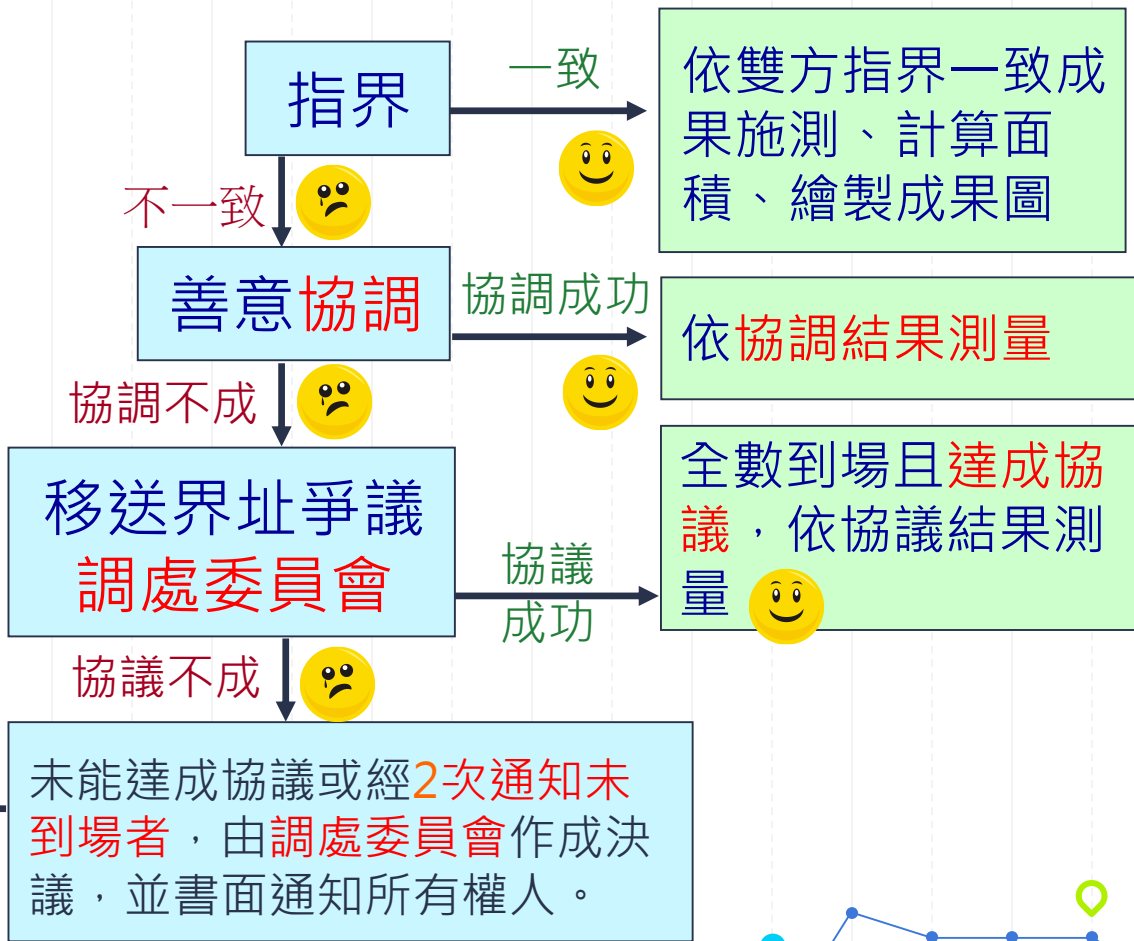 指界
一致
依雙方指界一致成
果施測、計算面
積、繪製成果圖
不一致
善意協調
協調成功
依協調結果測量
協調不成
移送界址爭議
調處委員會
協議
成功
全數到場且達成協
議，依協議結果測
量
協議不成
未能達成協議或經2次通知未
到場者，由調處委員會作成決
議，並書面通知所有權人。